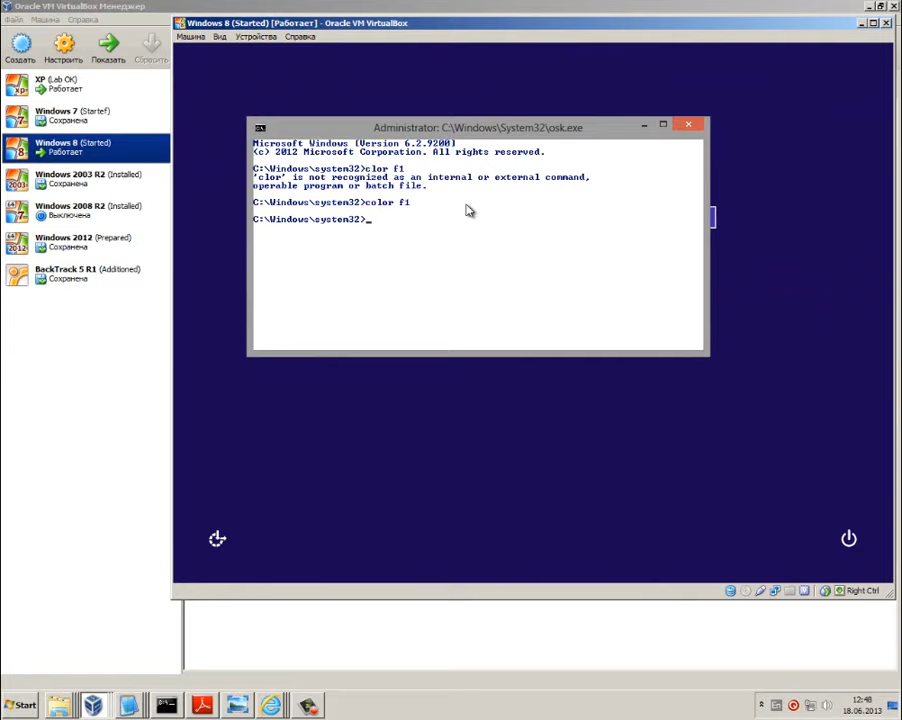 Oracle VM VirtualBox Менеджер
Файл Машина Справка
Создать Настроить Показать Сбросить
XP (Lab OK)
Работает
Windows 7 (Startef)
Сохранена
Windows 8 (Started)
Работает
Windows 2003 R2 (Installed)
Сохранена
Windows 2008 R2 (Installed)
Выключена
Windows 2012 (Prepared)
Сохранена
BackTrack 5 R1 (Additioned)
Сохранена
Windows 8 (Started) [Работает] - Oracle VM VirtualBox
Машина Вид Устройства Справка
Administrator: C:\Windows\System32\osk.exe
Microsoft Windows [Version 6.2.9200]
(c) 2012 Microsoft Corporation. All rights reserved.
C:\Windows\system32>clor f1
'clor' is not recognized as an internal or external command,
operable program or batch file.
C:\Windows\system32>color f1
C:\Windows\system32>_
Right Ctrl
Start
12:48
18.06.2013